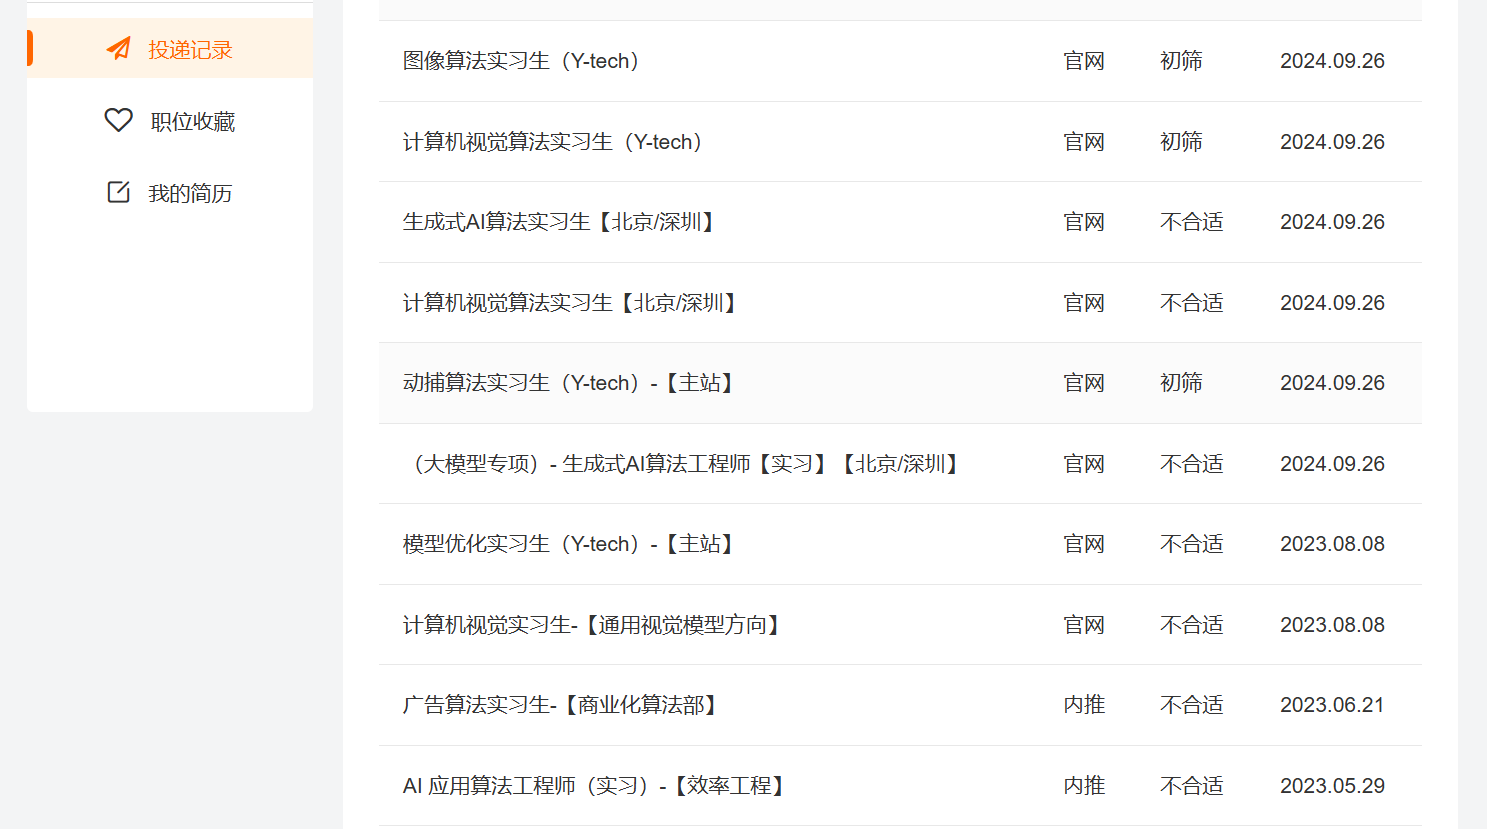 投递记录
职位收藏
我的简历
图像算法实习生（Y-tech） 官网 初筛 2024.09.26
计算机视觉算法实习生（Y-tech） 官网 初筛 2024.09.26
生成式AI算法实习生【北京/深圳】 官网 不合适 2024.09.26
计算机视觉算法实习生【北京/深圳】 官网 不合适 2024.09.26
动捕算法实习生（Y-tech）-【主站】 官网 初筛 2024.09.26
（大模型专项）- 生成式AI算法工程师【实习】【北京/深圳】 官网 不合适 2024.09.26
模型优化实习生（Y-tech）-【主站】 官网 不合适 2023.08.08
计算机视觉实习生-【通用视觉模型方向】 官网 不合适 2023.08.08
广告算法实习生-【商业化算法部】 内推 不合适 2023.06.21
AI 应用算法工程师（实习）-【效率工程】 内推 不合适 2023.05.29